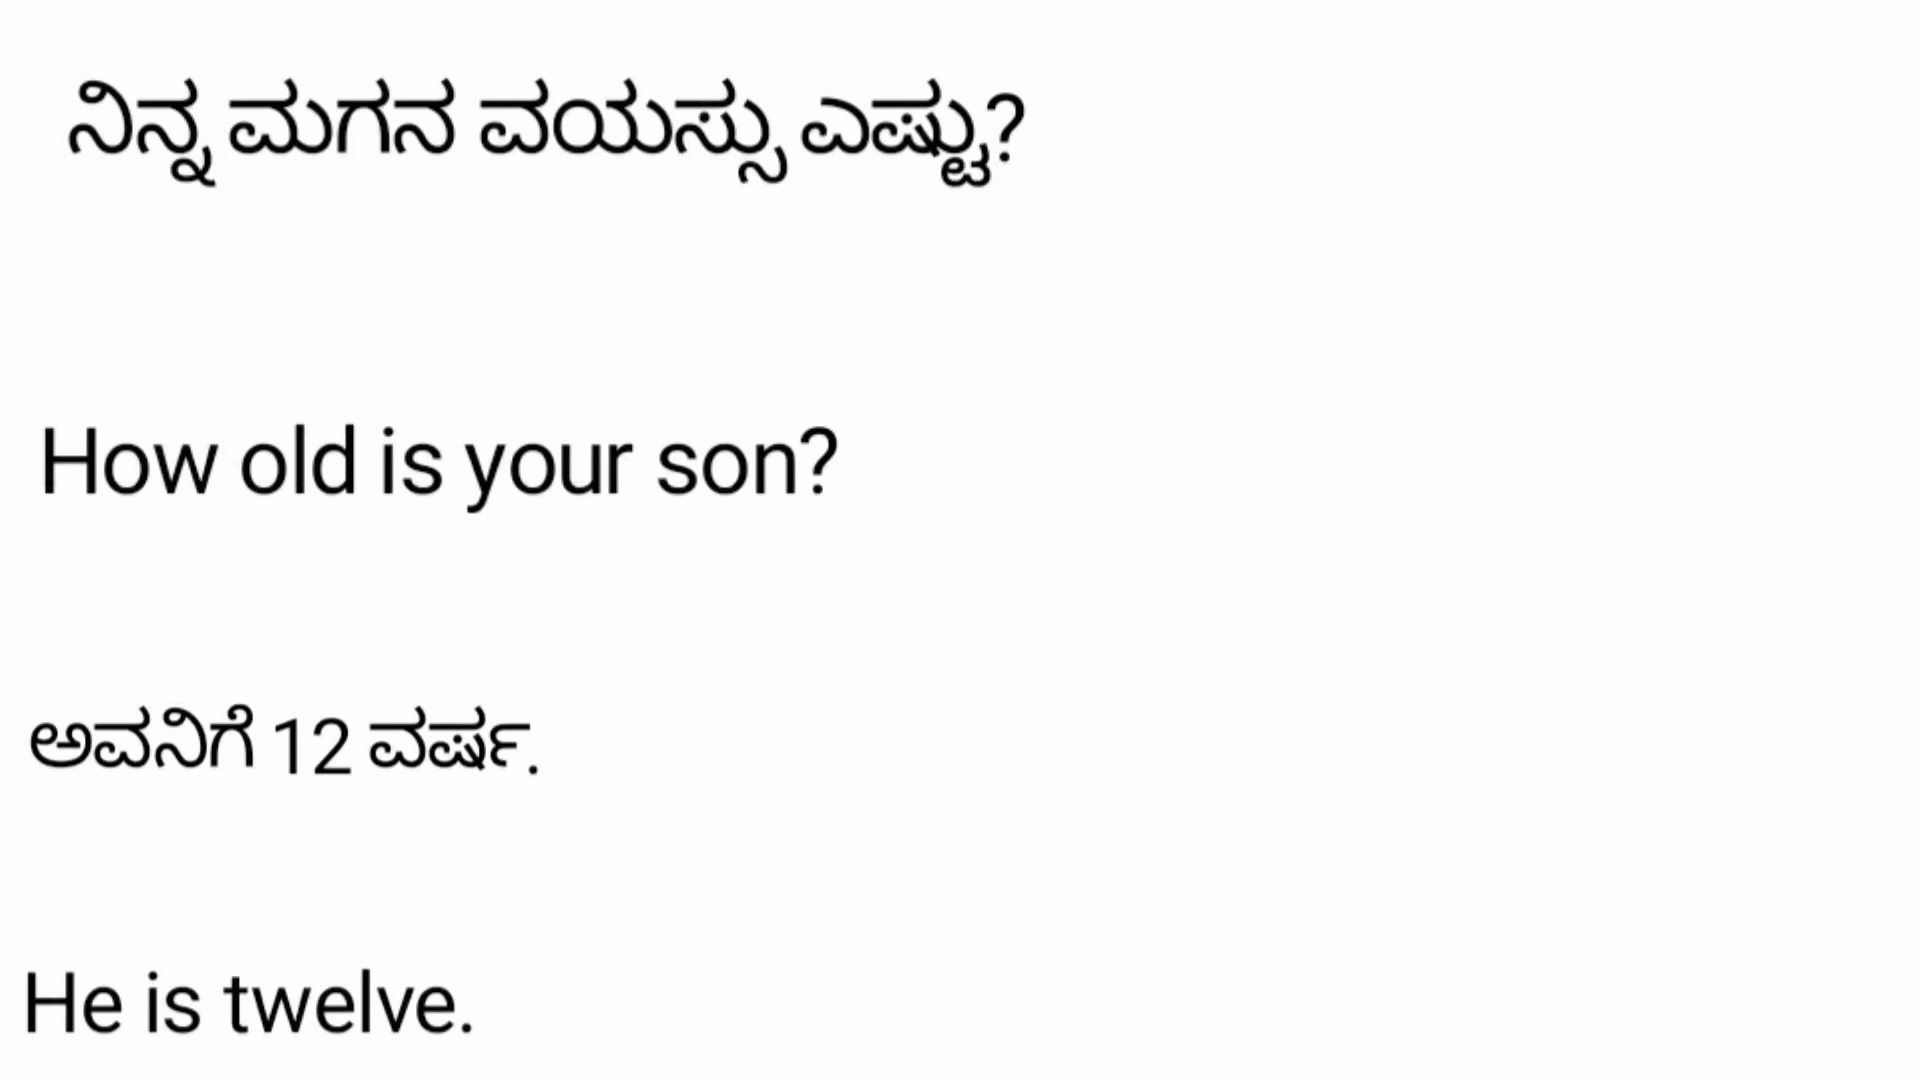 ನಿನ್ನ ಮಗನ ವಯಸ್ಸು ಎಷ್ಟು?
How old is your son?
ಅವನಿಗೆ 12 ವರ್ಷ.
He is twelve.